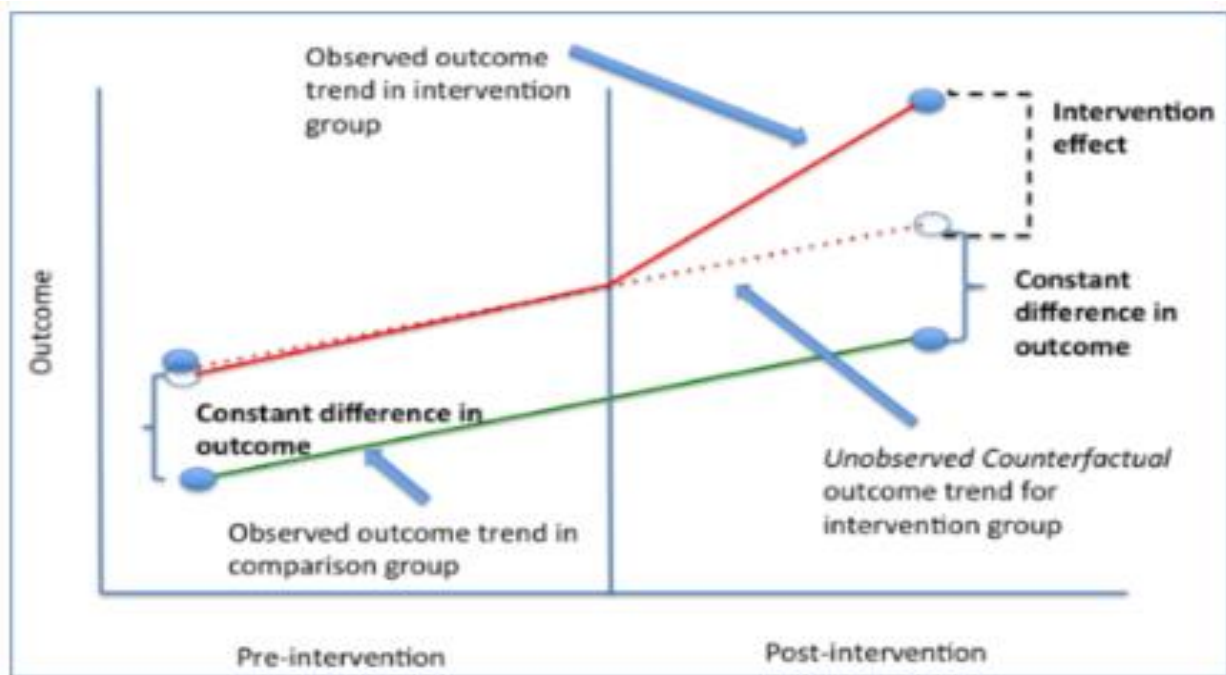 Observed outcome
trend in intervention
group
Intervention
effect
Outcome
Constant difference in
outcome
Constant
difference in
outcome
Unobserved Counterfactual
outcome trend for
intervention group
Observed outcome trend in
comparison group
Pre-intervention
Post-intervention